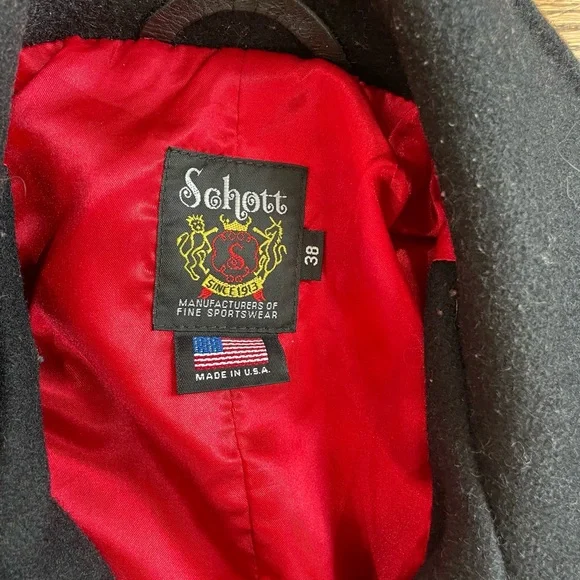 Schott
S
SINCE 1913
MANUFACTURERS OF
FINE SPORTSWEAR
38
MADE IN U.S.A.